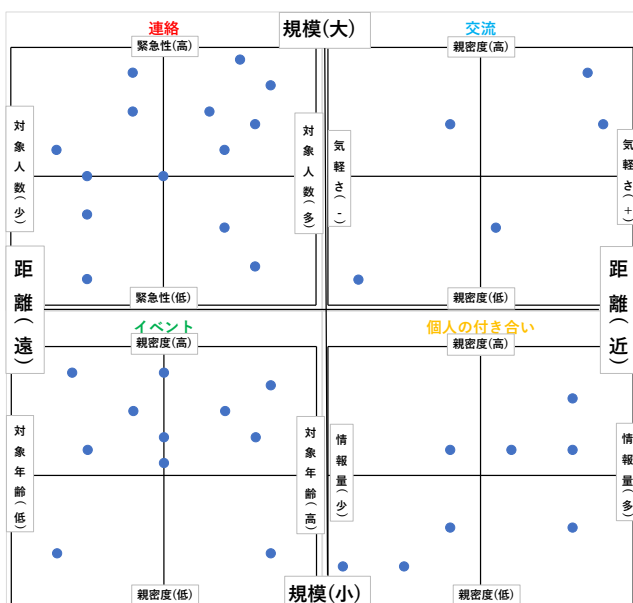 規模(大)
連絡
交流
緊急性(高)
親密度(高)
対象人数(少)
対象人数(多)
気軽さ(-)
気軽さ(+)
距離(遠)
距離(近)
緊急性(低)
親密度(低)
イベント
個人の付き合い
親密度(高)
親密度(高)
対象年齢(低)
対象年齢(高)
情報量(少)
情報量(多)
規模(小)
親密度(低)
親密度(低)